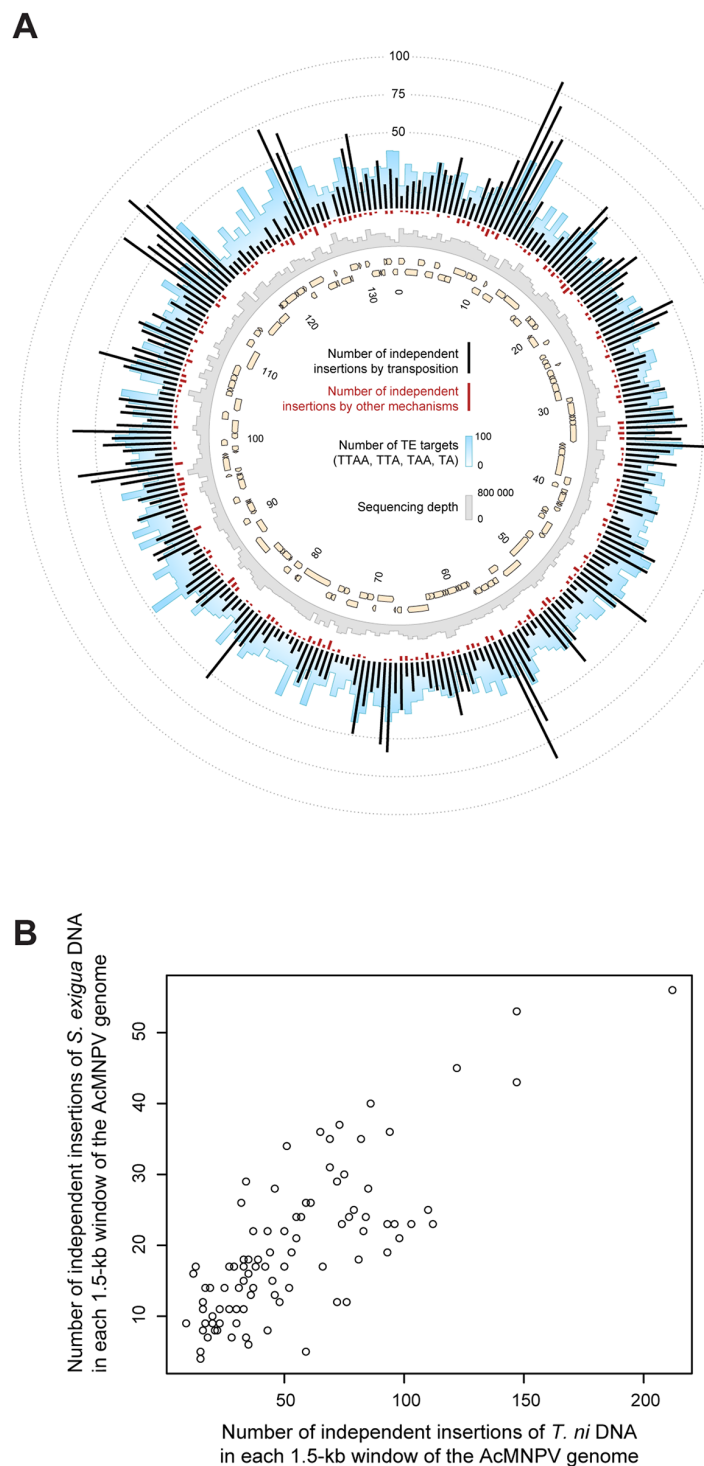 A
100
75
50
0
10
20
30
40
50
60
70
80
90
100
110
120
130
Number of independent
insertions by transposition
Number of independent
insertions by other mechanisms
Number of TE targets
(TTAA, TTA, TAA, TA)
100
0
Sequencing depth
800 000
0
B
Number of independent insertions of S. exigua DNA
in each 1.5-kb window of the AcMNPV genome
50
40
30
20
10
50
100
150
200
Number of independent insertions of T. ni DNA
in each 1.5-kb window of the AcMNPV genome